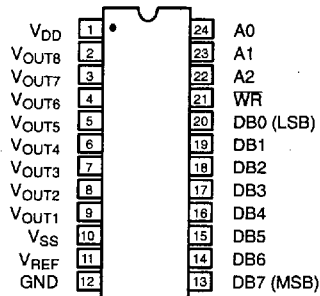 VDD 1 24 A0
VOUT8 2 23 A1
VOUT7 3 22 A2
VOUT6 4 21 W̅R̅
VOUT5 5 20 DB0 (LSB)
VOUT4 6 19 DB1
VOUT3 7 18 DB2
VOUT2 8 17 DB3
VOUT1 9 16 DB4
VSS 10 15 DB5
VREF 11 14 DB6
GND 12 13 DB7 (MSB)